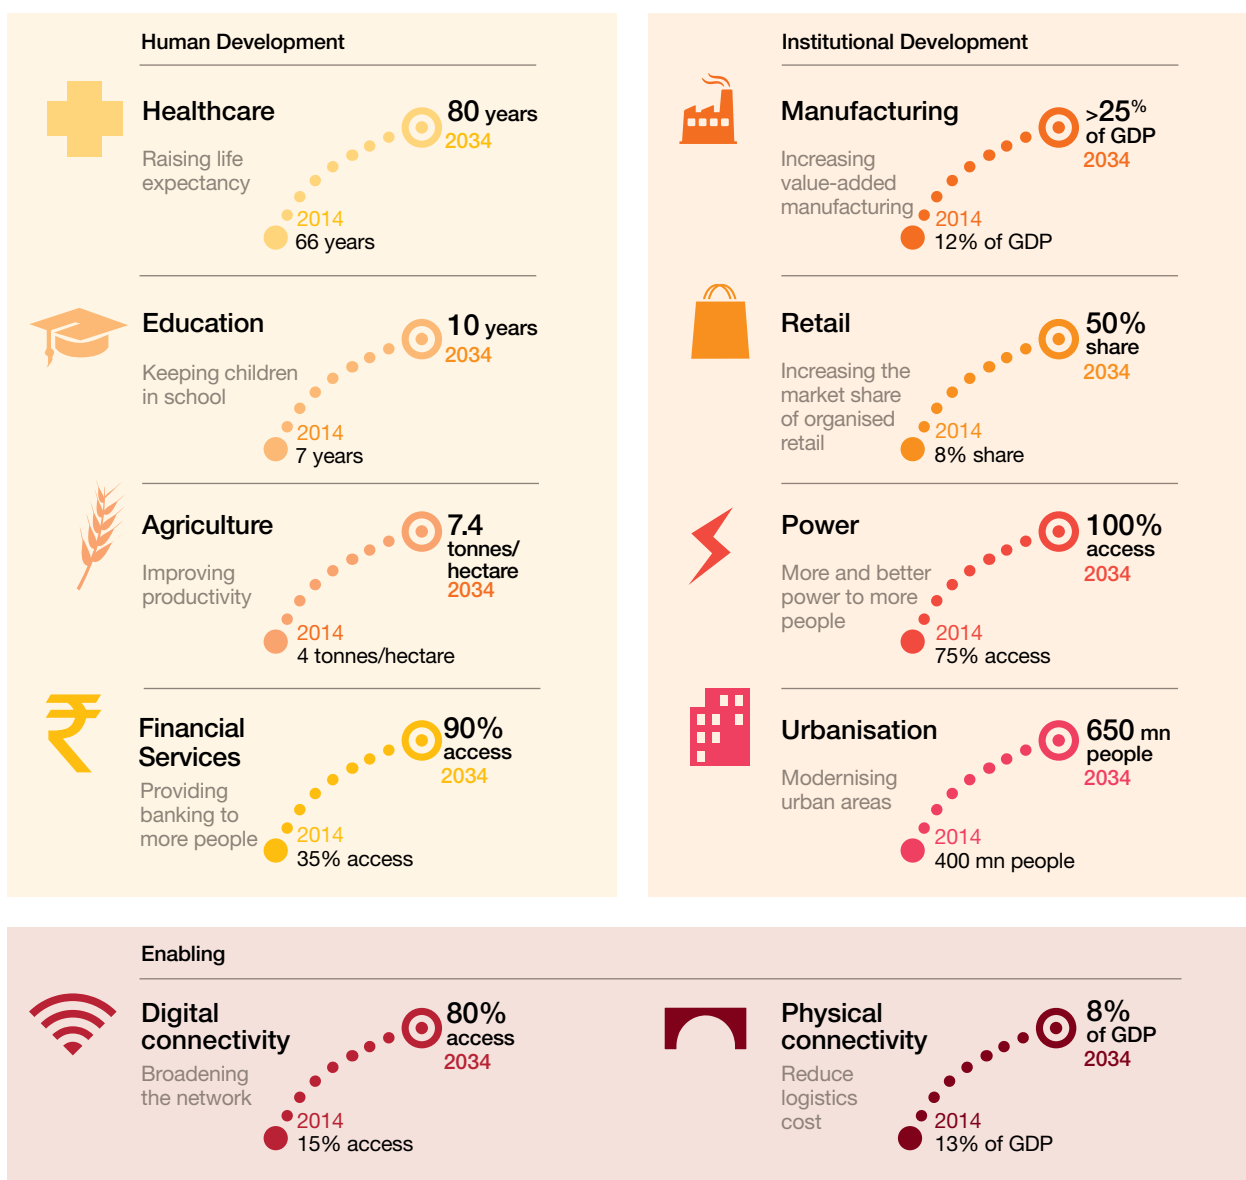 Human Development
Healthcare
Raising life
expectancy
80 years
2034
2014
66 years
Education
Keeping children
in school
10 years
2034
2014
7 years
Agriculture
Improving
productivity
7.4
tonnes/
hectare
2034
2014
4 tonnes/hectare
Financial
Services
Providing
banking to
more people
90%
access
2034
2014
35% access
Institutional Development
Manufacturing
Increasing
value-added
manufacturing
>25%
of GDP
2034
2014
12% of GDP
Retail
Increasing the
market share
of organised
retail
50%
share
2034
2014
8% share
Power
More and better
power to more
people
100%
access
2034
2014
75% access
Urbanisation
Modernising
urban areas
650 mn
people
2034
2014
400 mn people
Enabling
Digital
connectivity
Broadening
the network
80%
access
2034
2014
15% access
Physical
connectivity
Reduce
logistics
cost
8%
of GDP
2034
2014
13% of GDP